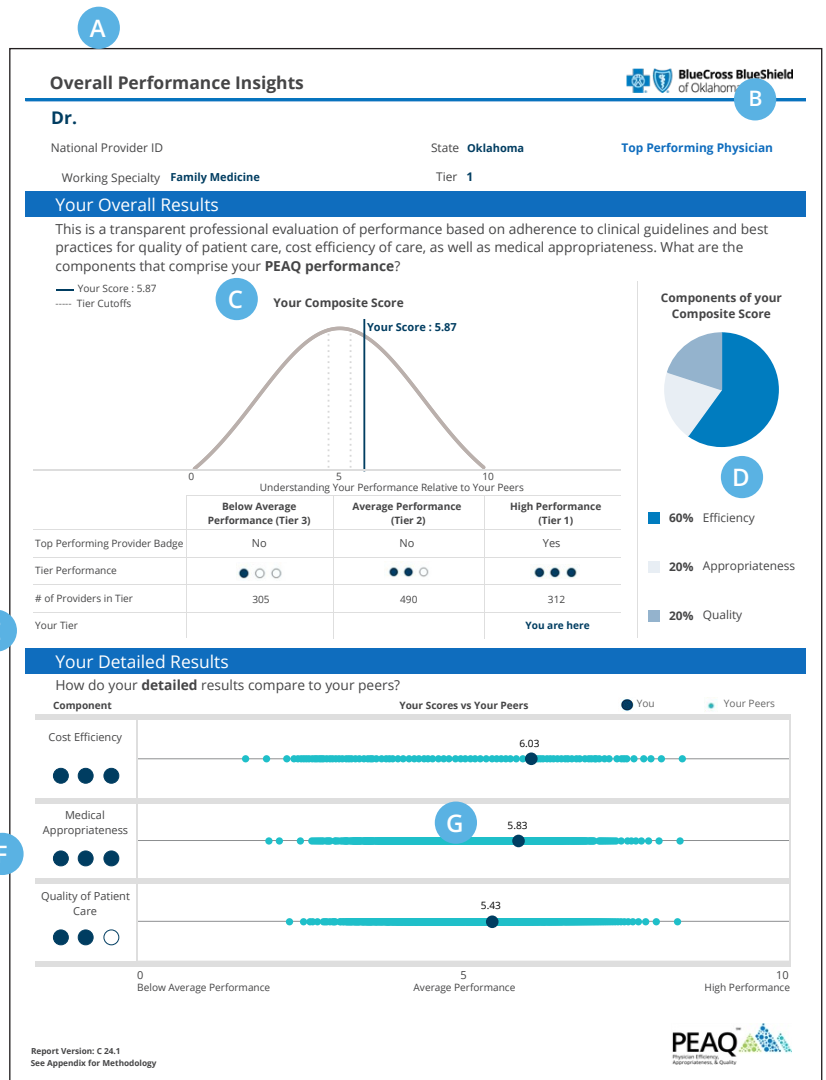 A
Overall Performance Insights
BlueCross BlueShield
of Oklahoma
B
Dr.
National Provider ID
State Oklahoma
Top Performing Physician
Working Specialty Family Medicine
Tier 1
Your Overall Results
This is a transparent professional evaluation of performance based on adherence to clinical guidelines and best
practices for quality of patient care, cost efficiency of care, as well as medical appropriateness. What are the
components that comprise your PEAQ performance?
Your Score : 5.87
Tier Cutoffs
C
Your Composite Score
Your Score : 5.87
0 5 10
Understanding Your Performance Relative to Your Peers
Below Average Performance (Tier 3)
Average Performance (Tier 2)
High Performance (Tier 1)
Top Performing Provider Badge No No Yes
Tier Performance
# of Providers in Tier 305 490 312
Your Tier You are here
Components of your
Composite Score
D
60% Efficiency
20% Appropriateness
20% Quality
Your Detailed Results
How do your detailed results compare to your peers?
Component
Your Scores vs Your Peers
You
Your Peers
Cost Efficiency
6.03
Medical
Appropriateness
G
5.83
F
Quality of Patient
Care
5.43
0 5 10
Below Average Performance Average Performance High Performance
Report Version: C 24.1
See Appendix for Methodology
PEAQ™
Physician Efficiency,
Appropriateness, & Quality